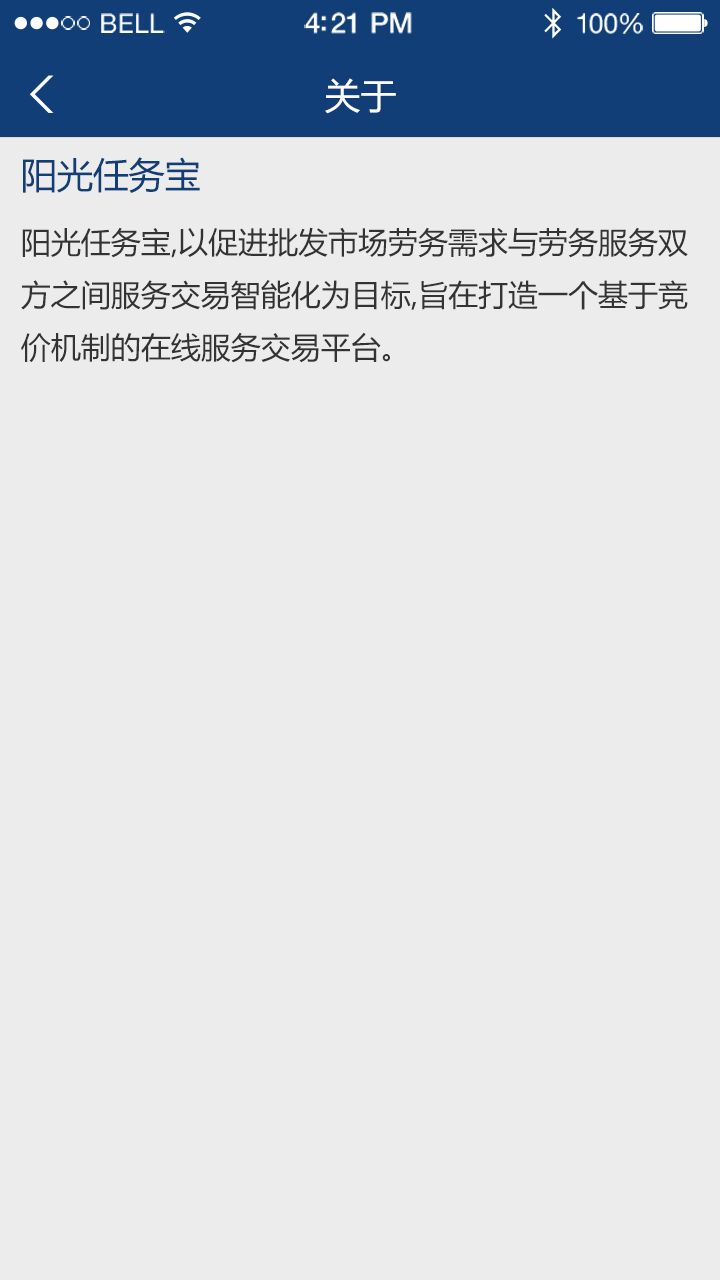 BELL 4:21 PM 100%
关于
阳光任务宝
阳光任务宝,以促进批发市场劳务需求与劳务服务双
方之间服务交易智能化为目标,旨在打造一个基于竞
价机制的在线服务交易平台。